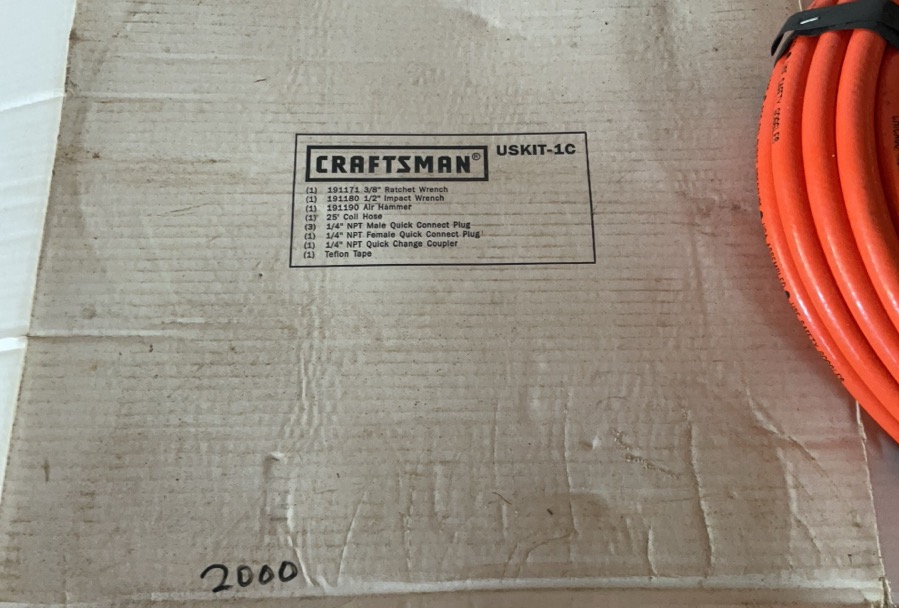 CRAFTSMAN® USKIT-1C
(1) 191171 3/8" Ratchet Wrench
(1) 191180 1/2" Impact Wrench
(1) 191190 Air Hammer
(1) 25' Coil Hose
(3) 1/4" NPT Male Quick Connect Plug
(1) 1/4" NPT Female Quick Connect Plug
(1) 1/4" NPT Quick Change Coupler
(1) Teflon Tape
2000